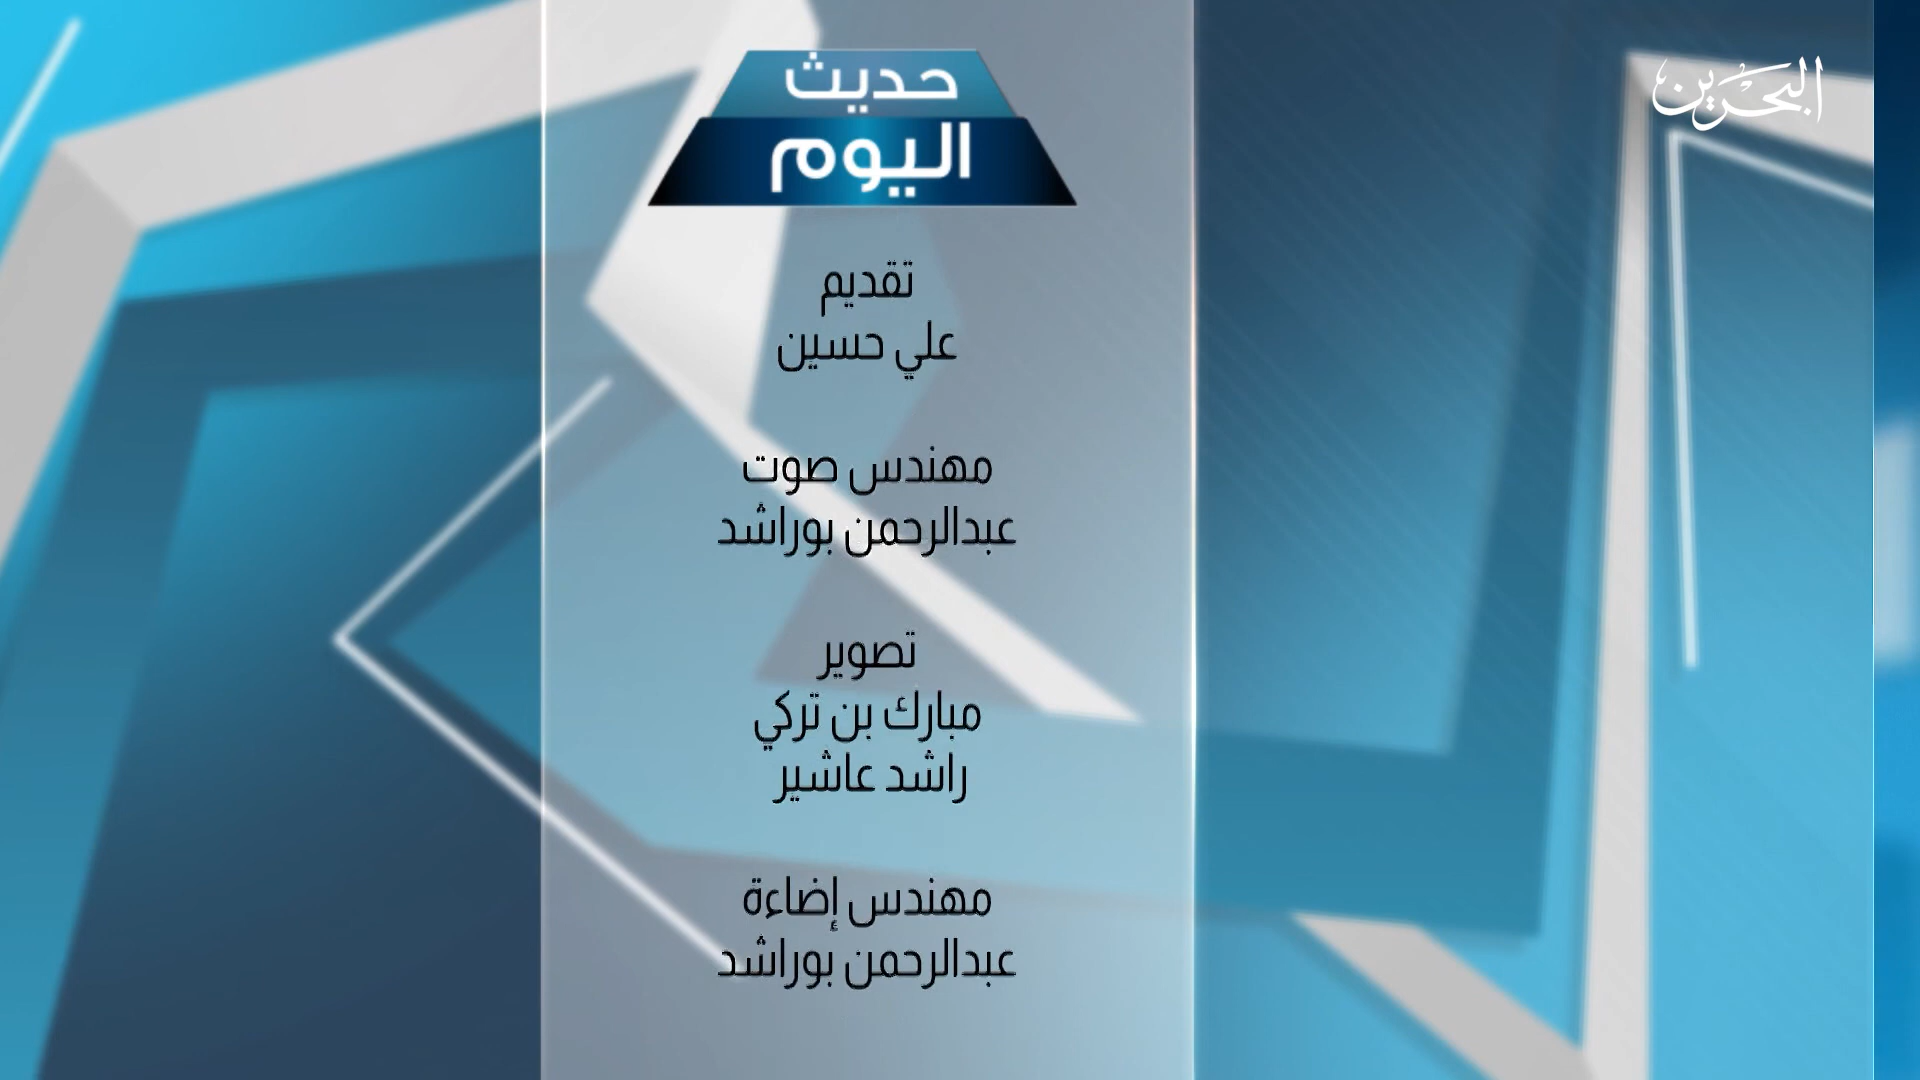 البحرين
حديث
اليوم
تقديم
علي حسين
مهندس صوت
عبدالرحمن بوراشد
تصوير
مبارك بن تركي
راشد عاشير
مهندس إضاءة
عبدالرحمن بوراشد